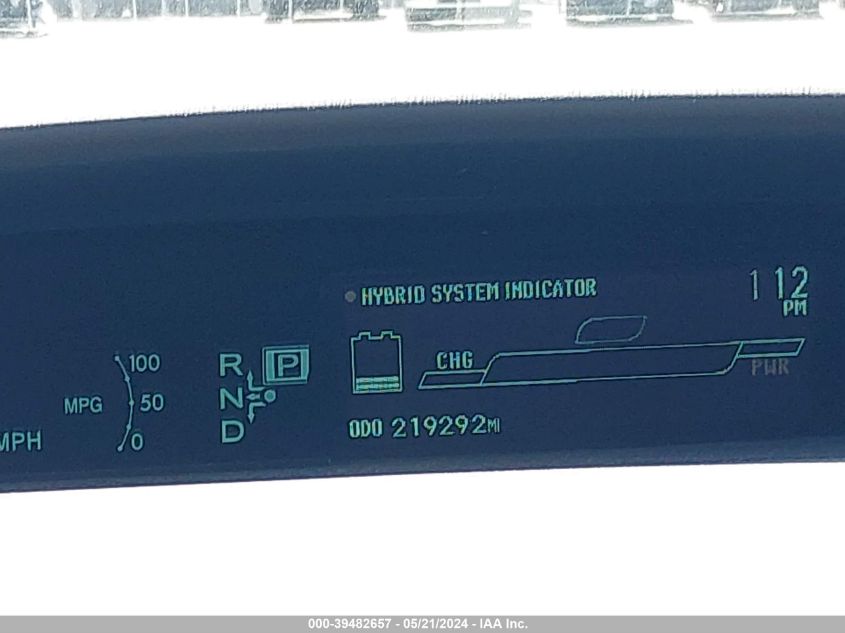 HYBRID SYSTEM INDICATOR
1 12
PM
100
R P
CHG
PWR
MPG 50
N
MPH 0
D
ODO 219292MI
000-39482657 - 05/21/2024 - IAA Inc.